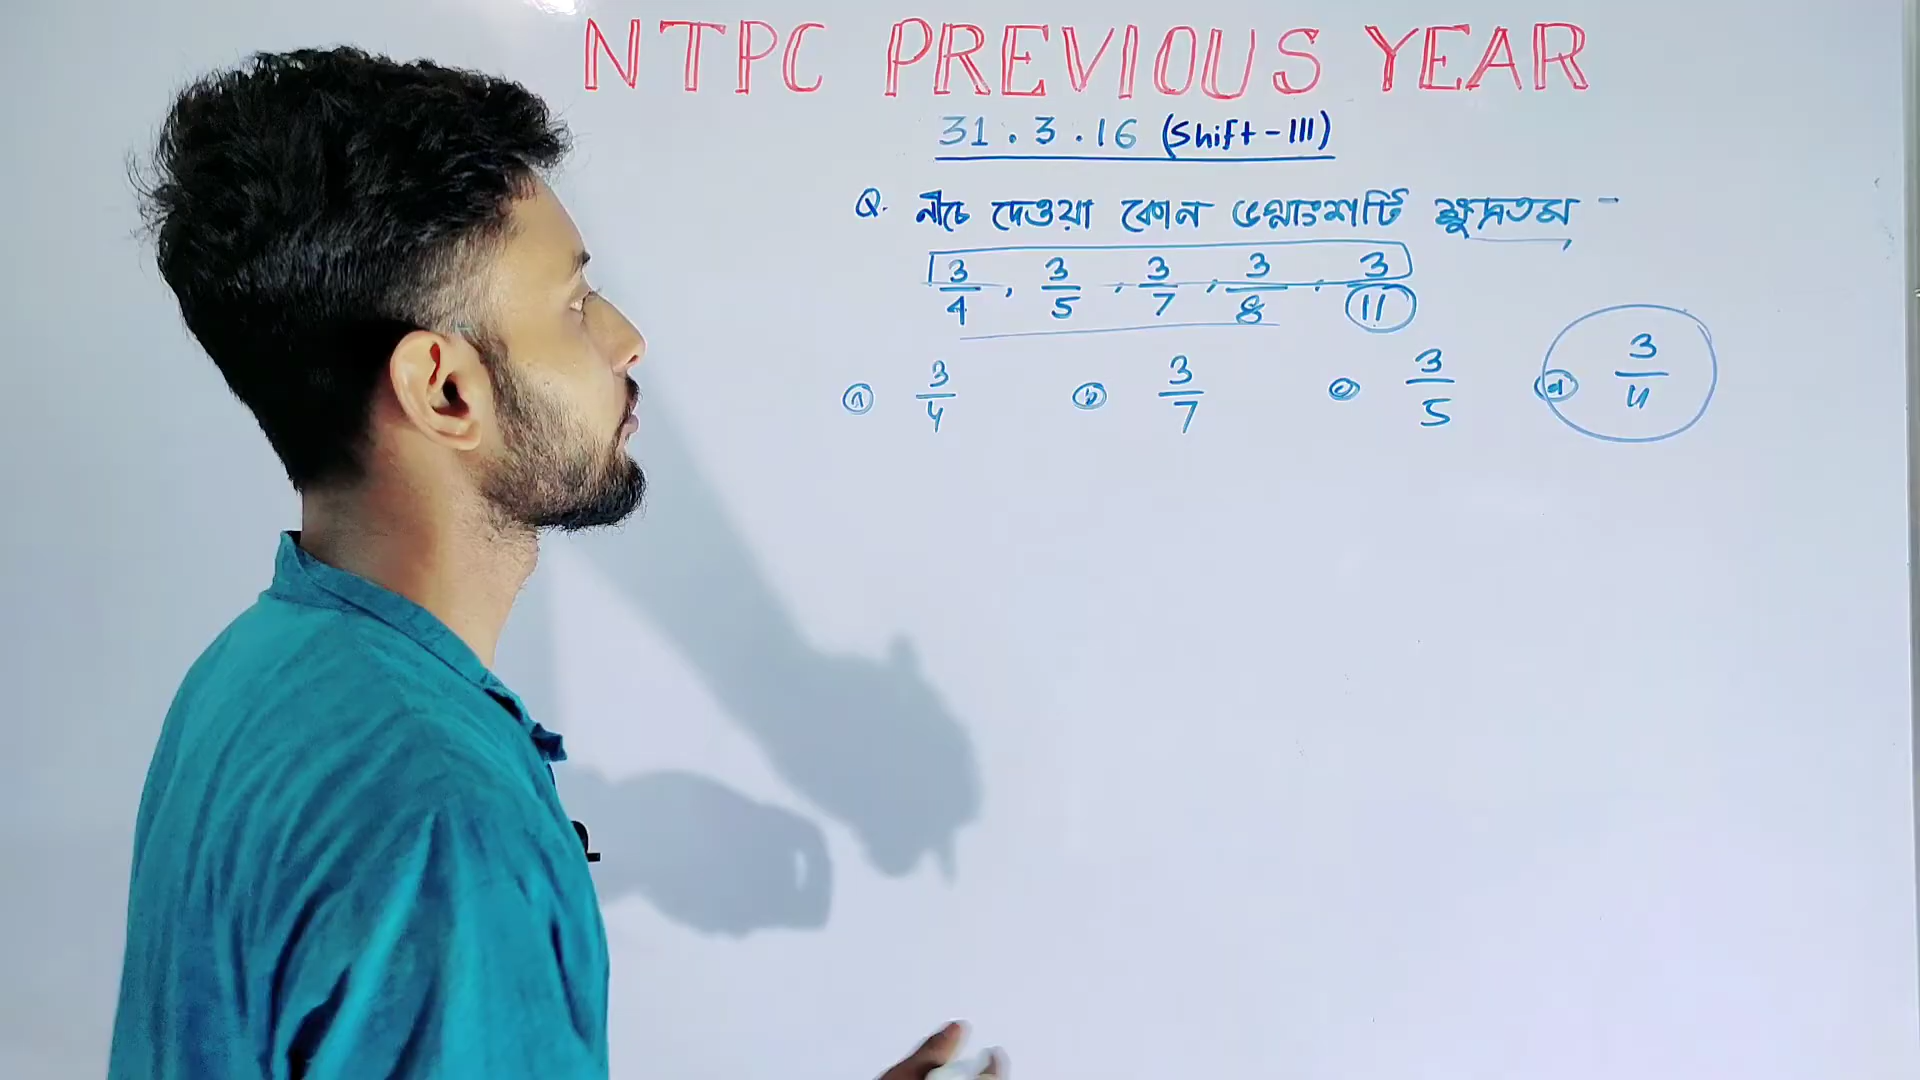 NTPC PREVIOUS YEAR
31.3.16 (Shift-III)
Q. নীচে দেওয়া কোন ভগ্নাংশটি ক্ষুদ্রতম -
3/4, 3/5, 3/7, 3/8, 3/11
(a) 3/4 (b) 3/7 (c) 3/5 (d) 3/11